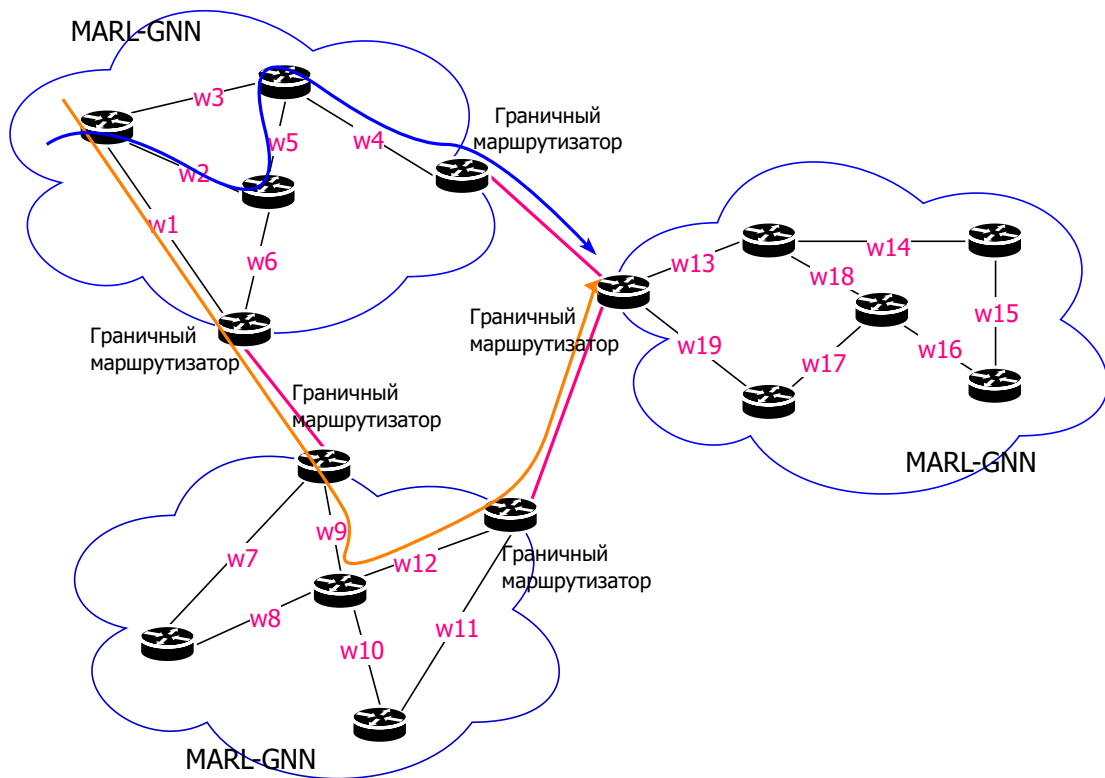 MARL-GNN
w3
w5
w4
w2
w1
w6
Граничный
маршрутизатор
Граничный
маршрутизатор
Граничный
маршрутизатор
Граничный
маршрутизатор
w13
w14
w18
w15
w19
w17
w16
MARL-GNN
w7
w9
w12
w8
w10
w11
Граничный
маршрутизатор
MARL-GNN